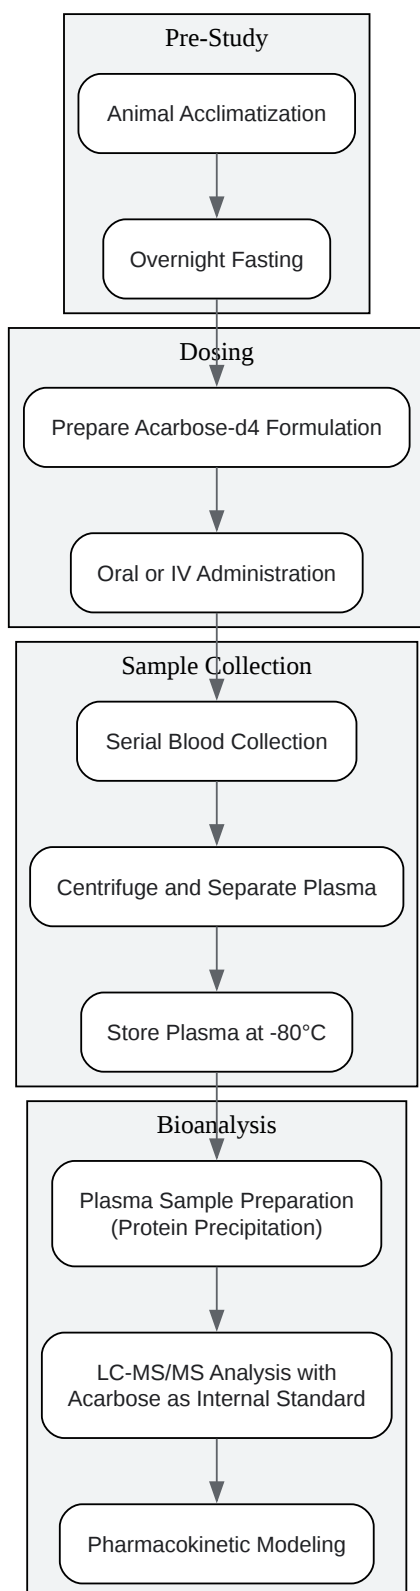 Pre-Study
Animal Acclimatization
Overnight Fasting
Dosing
Prepare Acarbose-d4 Formulation
Oral or IV Administration
Sample Collection
Serial Blood Collection
Centrifuge and Separate Plasma
Store Plasma at -80°C
Bioanalysis
Plasma Sample Preparation
(Protein Precipitation)
LC-MS/MS Analysis with
Acarbose as Internal Standard
Pharmacokinetic Modeling